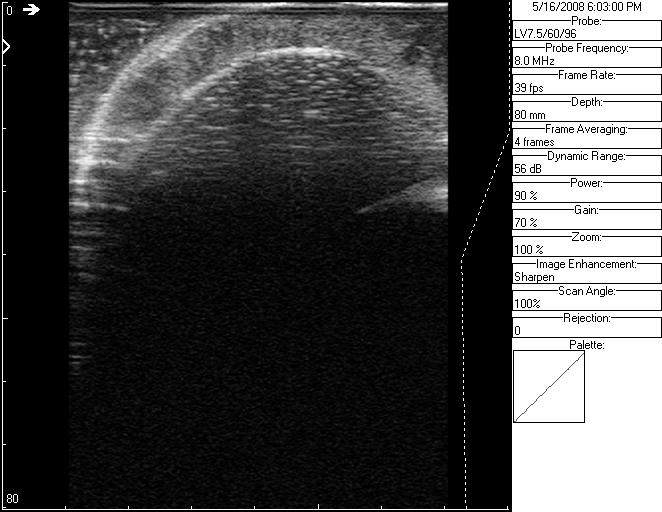 0
80
5/16/2008 6:03:00 PM
Probe:
LV7.5/60/96
Probe Frequency:
8.0 MHz
Frame Rate:
39 fps
Depth:
80 mm
Frame Averaging:
4 frames
Dynamic Range:
56 dB
Power:
90 %
Gain:
70 %
Zoom:
100 %
Image Enhancement:
Sharpen
Scan Angle:
100%
Rejection:
0
Palette: